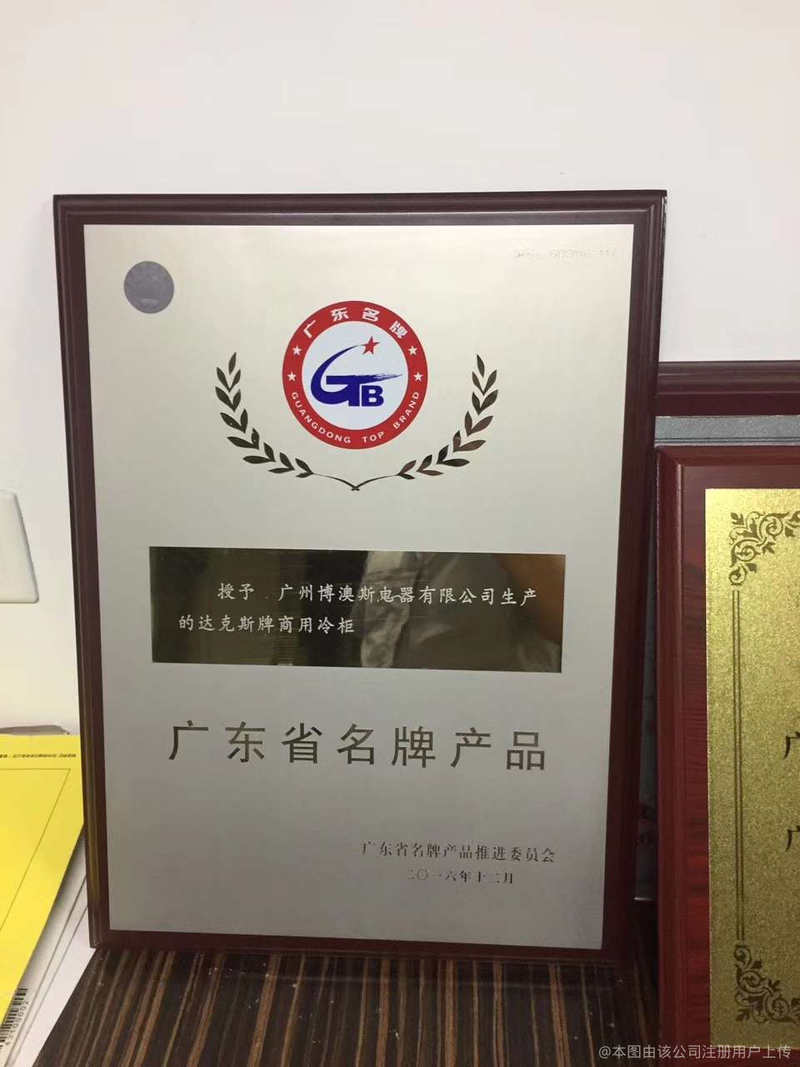 广东名牌
GB
GUANGDONG TOP BRAND
授予 广州博澳斯电器有限公司生产
的达克斯牌商用冷柜
广东省名牌产品
广东省名牌产品推进委员会
二〇一六年十二月
@本图由该公司注册用户上传